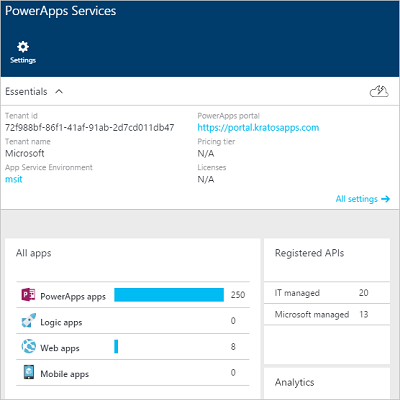 PowerApps Services
Settings
Essentials
Tenant id
72f988bf-86f1-41af-91ab-2d7cd011db47
Tenant name
Microsoft
App Service Environment
msit
PowerApps portal
https://portal.kratosapps.com
Pricing tier
N/A
Licenses
N/A
All settings
All apps
PowerApps apps 250
Logic apps 0
Web apps 8
Mobile apps 0
Registered APIs
IT managed 20
Microsoft managed 13
Analytics